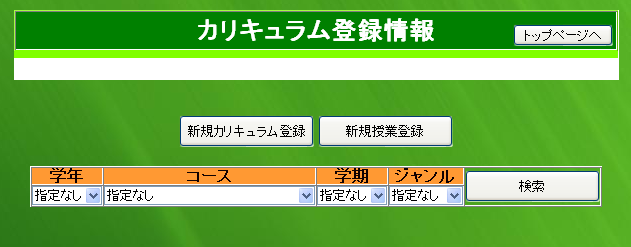 カリキュラム登録情報
トップページへ
新規カリキュラム登録 新規授業登録
学年 コース 学期 ジャンル 検索
指定なし 指定なし 指定なし 指定なし